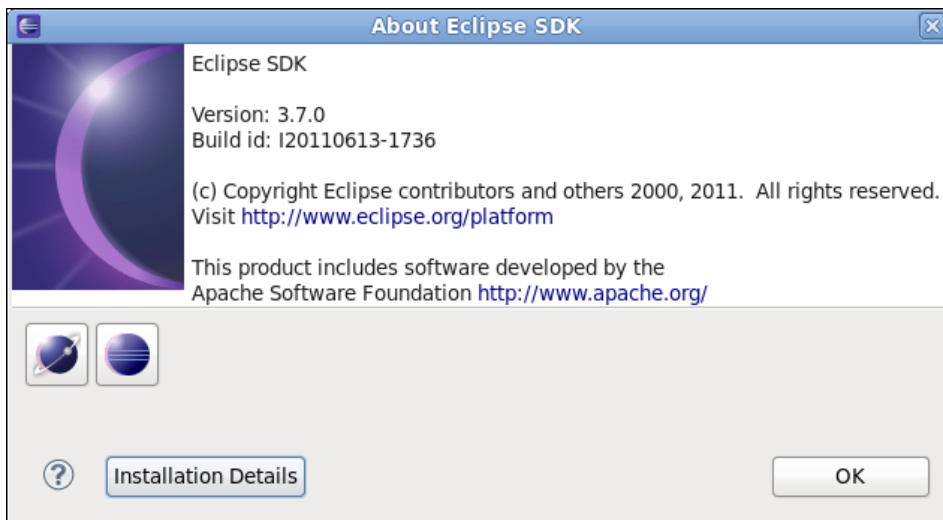 About Eclipse SDK
Eclipse SDK
Version: 3.7.0
Build id: I20110613-1736
(c) Copyright Eclipse contributors and others 2000, 2011.  All rights reserved.
Visit http://www.eclipse.org/platform
This product includes software developed by the
Apache Software Foundation http://www.apache.org/
?
Installation Details
OK